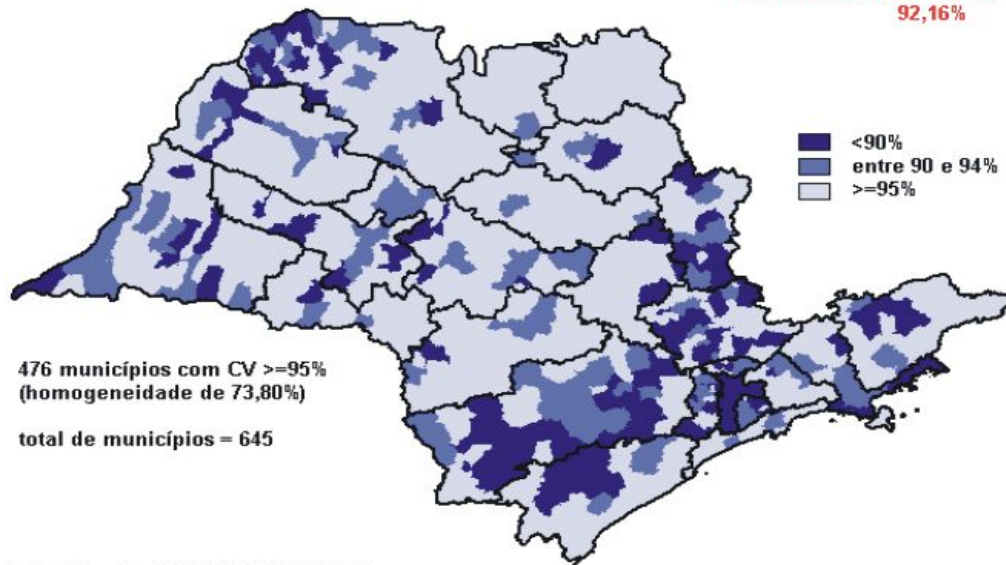 92,16%
<90%
entre 90 e 94%
>=95%
476 municípios com CV >=95%
(homogeneidade de 73,80%)
total de municípios = 645